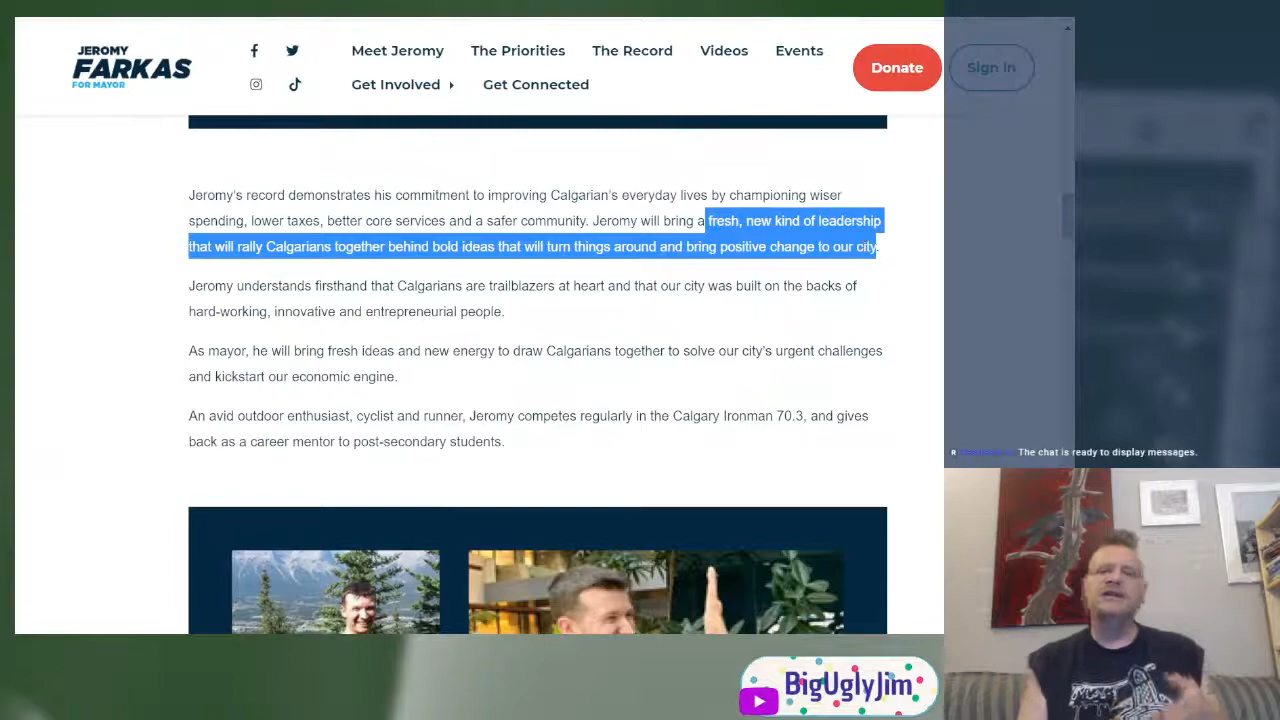 JEROMY
FARKAS
FOR MAYOR
Meet Jeromy
The Priorities
The Record
Videos
Events
Get Involved
Get Connected
Donate
Sign In
Jeromy's record demonstrates his commitment to improving Calgarian's everyday lives by championing wiser
spending, lower taxes, better core services and a safer community. Jeromy will bring a fresh, new kind of leadership
that will rally Calgarians together behind bold ideas that will turn things around and bring positive change to our city.
Jeromy understands firsthand that Calgarians are trailblazers at heart and that our city was built on the backs of
hard-working, innovative and entrepreneurial people.
As mayor, he will bring fresh ideas and new energy to draw Calgarians together to solve our city's urgent challenges
and kickstart our economic engine.
An avid outdoor enthusiast, cyclist and runner, Jeromy competes regularly in the Calgary Ironman 70.3, and gives
back as a career mentor to post-secondary students.
R The chat is ready to display messages.
BigUglyJim